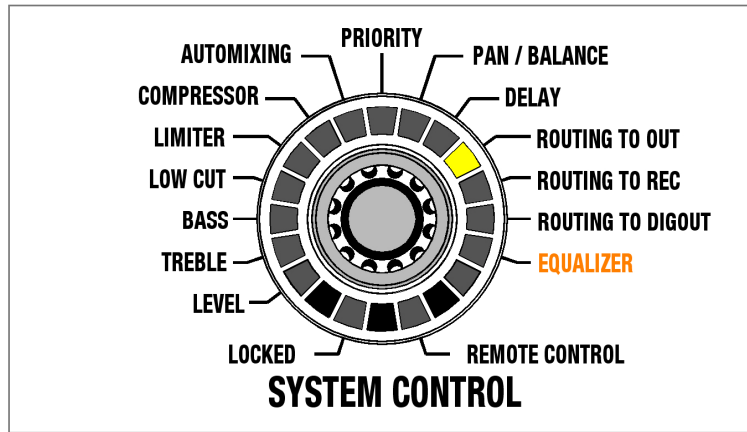 PRIORITY
AUTOMIXING
PAN / BALANCE
COMPRESSOR
DELAY
LIMITER
ROUTING TO OUT
LOW CUT
ROUTING TO REC
BASS
ROUTING TO DIGOUT
TREBLE
EQUALIZER
LEVEL
LOCKED
REMOTE CONTROL
SYSTEM CONTROL